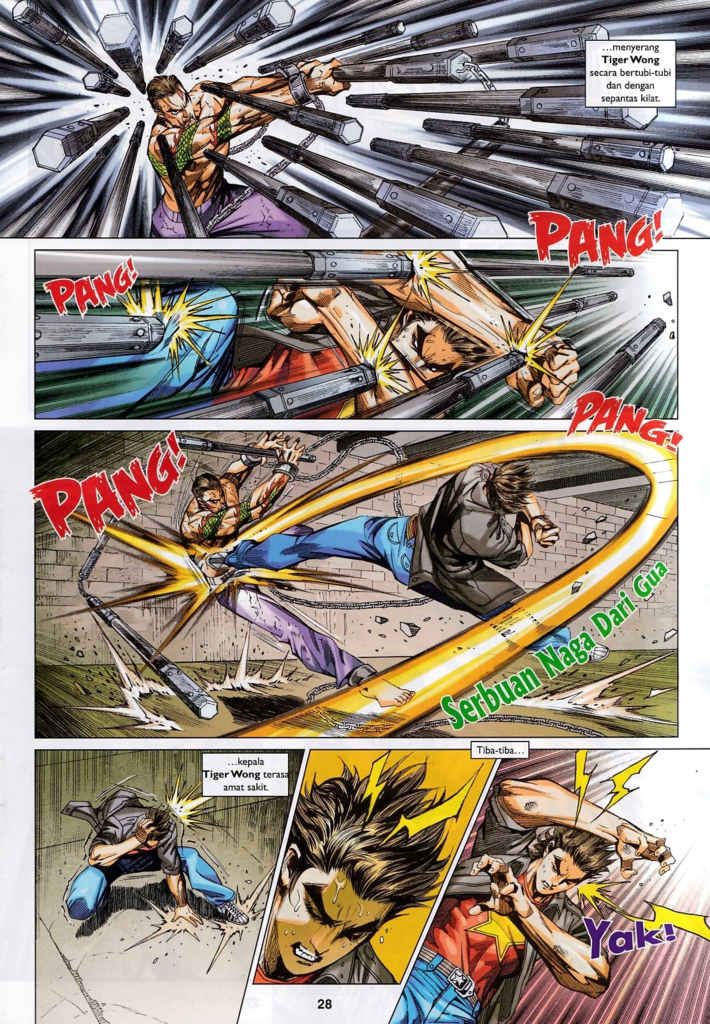 ...menyerang
Tiger Wong
secara bertubi-tubi
dan dengan
sepantas kilat.
PANG!
PANG!
PANG!
PANG!
Serbuan Naga Dari Gua
...kepala
Tiger Wong terasa
amat sakit.
Tiba-tiba...
Yak!
28